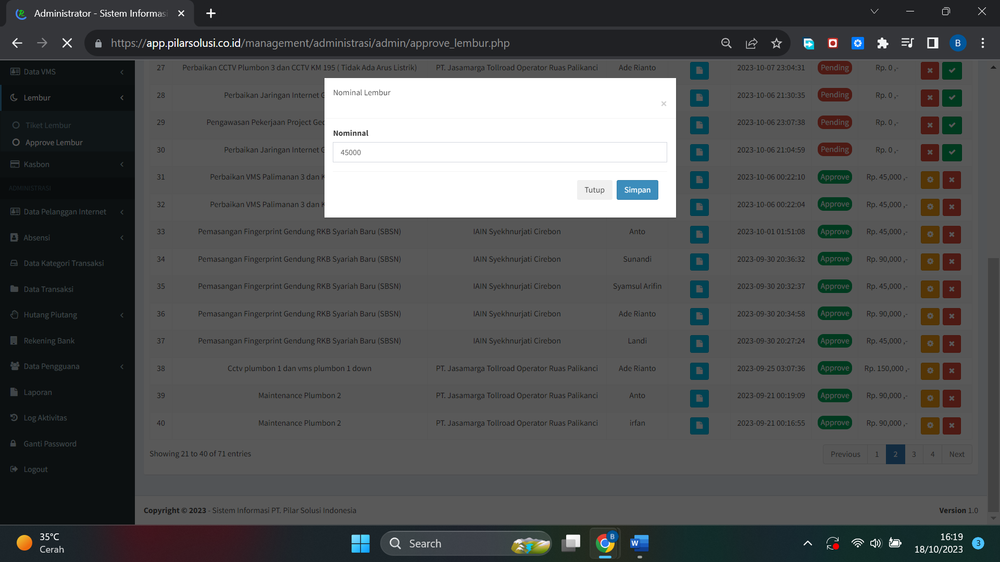 Administrator - Sistem Informasi
https://app.pilarsolusi.co.id/management/administrasi/admin/approve_lembur.php
B
Data VMS
Lembur
Tiket Lembur
Approve Lembur
Kasbon
ADMINISTRASI
Data Pelanggan Internet
Absensi
Data Kategori Transaksi
Data Transaksi
Hutang Piutang
Rekening Bank
Data Pengguana
Laporan
Log Aktivitas
Ganti Password
Logout
Nominal Lembur
×
Nominnal
45000
Tutup
Simpan
27 Perbaikan CCTV Plumbon 3 dan CCTV KM 195 ( Tidak Ada Arus Listrik) PT. Jasamarga Tollroad Operator Ruas Palikanci Ade Rianto 2023-10-07 23:04:31 Pending Rp. 0 ,-
28 Perbaikan Jaringan Internet 2023-10-06 21:30:35 Pending Rp. 0 ,-
29 Pengawasan Pekerjaan Project 2023-10-06 23:07:38 Pending Rp. 0 ,-
30 Perbaikan Jaringan Internet 2023-10-06 21:04:59 Pending Rp. 0 ,-
31 Perbaikan VMS Palimanan 3 dan 2023-10-06 00:22:10 Approve Rp. 45,000 ,-
32 Perbaikan VMS Palimanan 3 dan 2023-10-06 00:22:04 Approve Rp. 45,000 ,-
33 Pemasangan Fingerprint Gendung RKB Syariah Baru (SBSN) IAIN Syekhnurjati Cirebon Anto 2023-10-01 01:51:08 Approve Rp. 45,000 ,-
34 Pemasangan Fingerprint Gendung RKB Syariah Baru (SBSN) IAIN Syekhnurjati Cirebon Sunandi 2023-09-30 20:36:32 Approve Rp. 90,000 ,-
35 Pemasangan Fingerprint Gendung RKB Syariah Baru (SBSN) IAIN Syekhnurjati Cirebon Syamsul Arifin 2023-09-30 20:32:37 Approve Rp. 45,000 ,-
36 Pemasangan Fingerprint Gendung RKB Syariah Baru (SBSN) IAIN Syekhnurjati Cirebon Ade Rianto 2023-09-30 20:34:58 Approve Rp. 90,000 ,-
37 Pemasangan Fingerprint Gendung RKB Syariah Baru (SBSN) IAIN Syekhnurjati Cirebon Landi 2023-09-30 20:27:24 Approve Rp. 45,000 ,-
38 Cctv plumbon 1 dan vms plumbon 1 down PT. Jasamarga Tollroad Operator Ruas Palikanci Ade Rianto 2023-09-25 03:07:36 Approve Rp. 150,000 ,-
39 Maintenance Plumbon 2 PT. Jasamarga Tollroad Operator Ruas Palikanci Anto 2023-09-21 00:19:09 Approve Rp. 90,000 ,-
40 Maintenance Plumbon 2 PT. Jasamarga Tollroad Operator Ruas Palikanci irfan 2023-09-21 00:16:55 Approve Rp. 90,000 ,-
Showing 21 to 40 of 71 entries
Previous 1 2 3 4 Next
Copyright © 2023 - Sistem Informasi PT. Pilar Solusi Indonesia
Version 1.0
35°C
Cerah
Search
B
W
16:19
18/10/2023
3